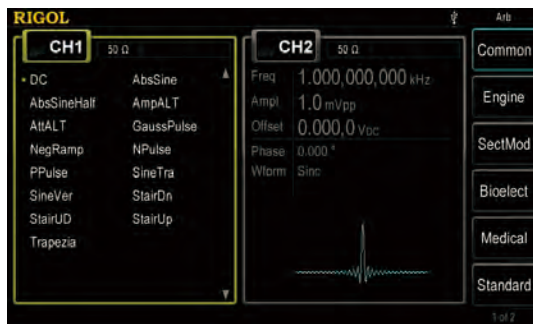 RIGOL
Arb
CH1 50 Ω
DC AbsSine
AbsSineHalf AmpALT
AttALT GaussPulse
NegRamp NPulse
PPulse SineTra
SineVer StairDn
StairUD StairUp
Trapezia
CH2 50 Ω
Freq 1.000,000,000 kHz
Ampl 1.0 mVpp
Offset 0.000,0 VDC
Phase 0.000 °
Wform Sinc
Common
Engine
SectMod
Bioelect
Medical
Standard
1 of 2